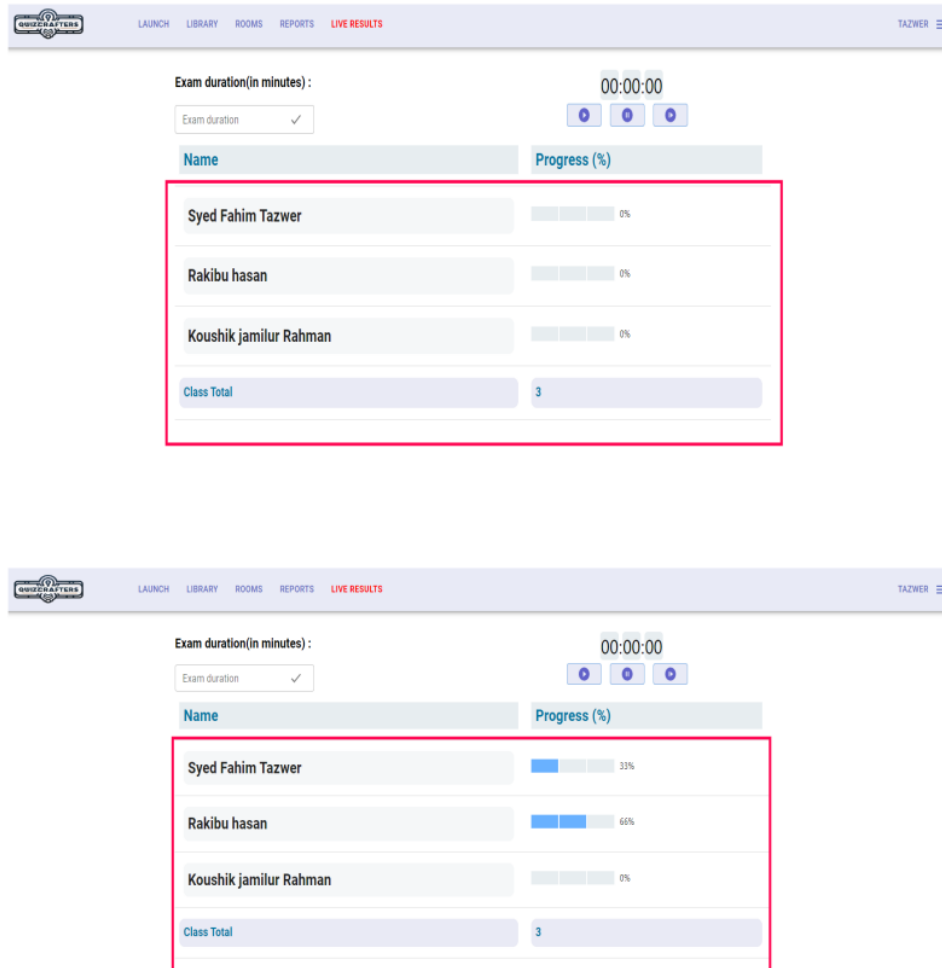 QUIZCRAFTERS LAUNCH LIBRARY ROOMS REPORTS LIVE RESULTS TAZWER
Exam duration(in minutes) : 00:00:00
Exam duration
Name Progress (%)
Syed Fahim Tazwer 0%
Rakibu hasan 0%
Koushik jamilur Rahman 0%
Class Total 3
QUIZCRAFTERS LAUNCH LIBRARY ROOMS REPORTS LIVE RESULTS TAZWER
Exam duration(in minutes) : 00:00:00
Exam duration
Name Progress (%)
Syed Fahim Tazwer 33%
Rakibu hasan 66%
Koushik jamilur Rahman 0%
Class Total 3